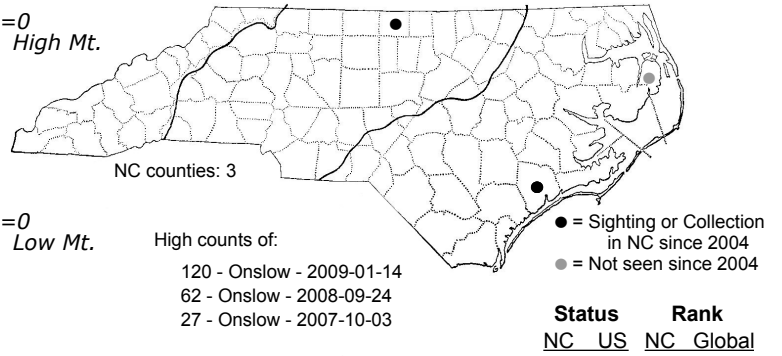 =0
High Mt.
NC counties: 3
=0
Low Mt.
High counts of:
120 - Onslow - 2009-01-14
62 - Onslow - 2008-09-24
27 - Onslow - 2007-10-03
● = Sighting or Collection
in NC since 2004
● = Not seen since 2004
Status Rank
NC US NC Global